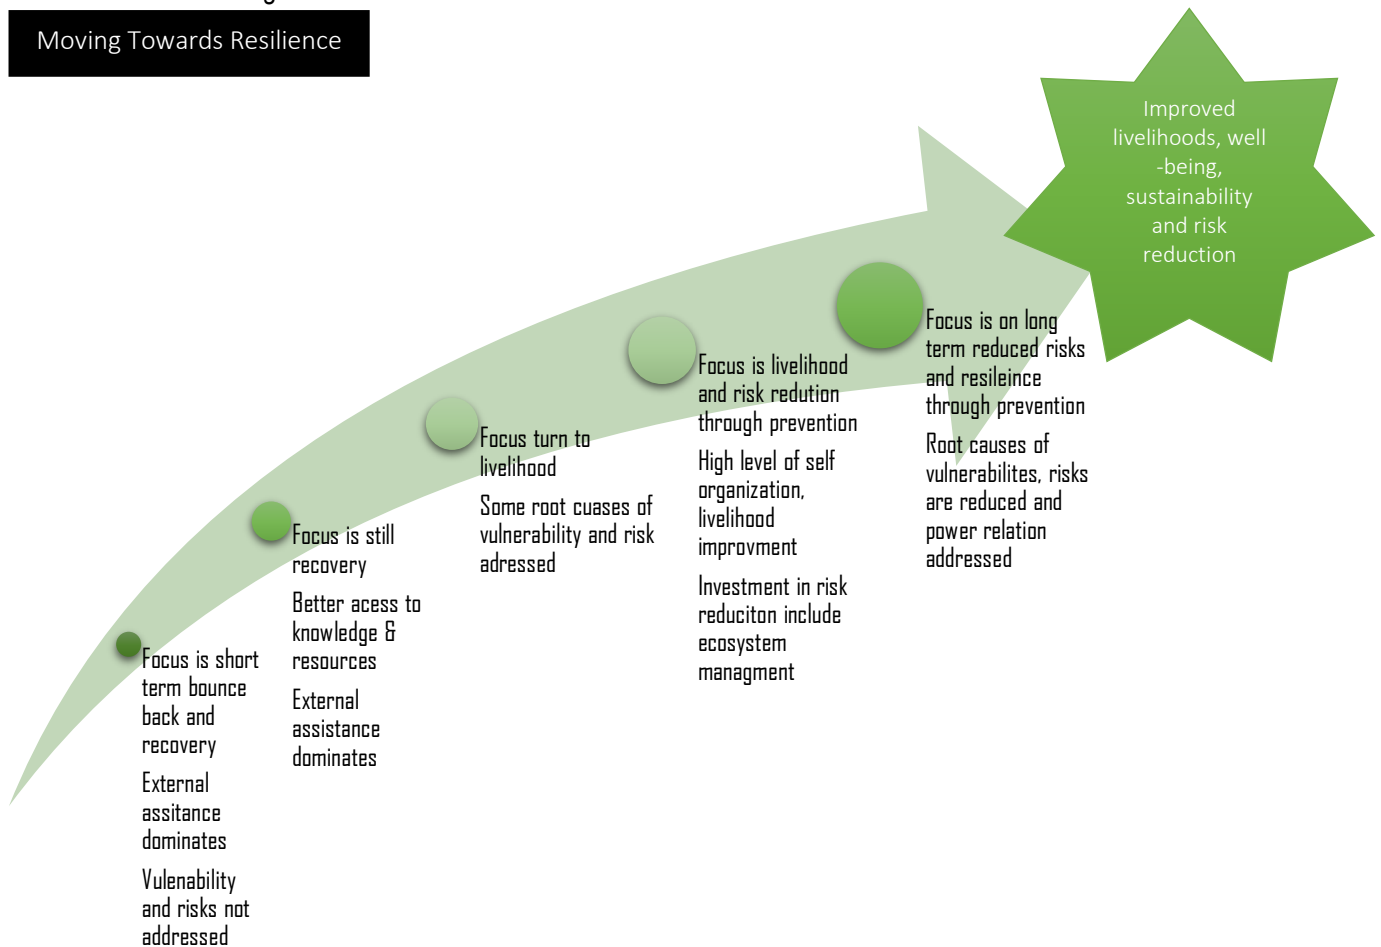 Moving Towards Resilience
Improved
livelihoods, well
-being,
sustainability
and risk
reduction
Focus is short
term bounce
back and
recovery
External
assitance
dominates
Vulenability
and risks not
addressed
Focus is still
recovery
Better acess to
knowledge &
resources
External
assistance
dominates
Focus turn to
livelihood
Some root cuases of
vulnerability and risk
adressed
Focus is livelihood
and risk redution
through prevention
High level of self
organization,
livelihood
improvment
Investment in risk
reduciton include
ecosystem
managment
Focus is on long
term reduced risks
and resileince
through prevention
Root causes of
vulnerabilites, risks
are reduced and
power relation
addressed